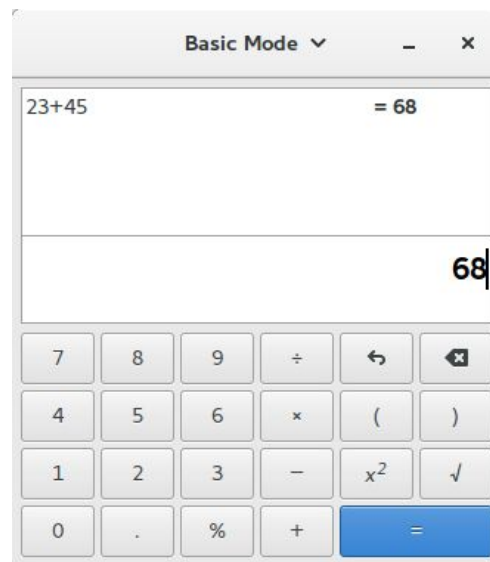 Basic Mode
23+45 = 68
68
7 8 9 ÷
4 5 6 × ( )
1 2 3 − x² √
0 . % + =